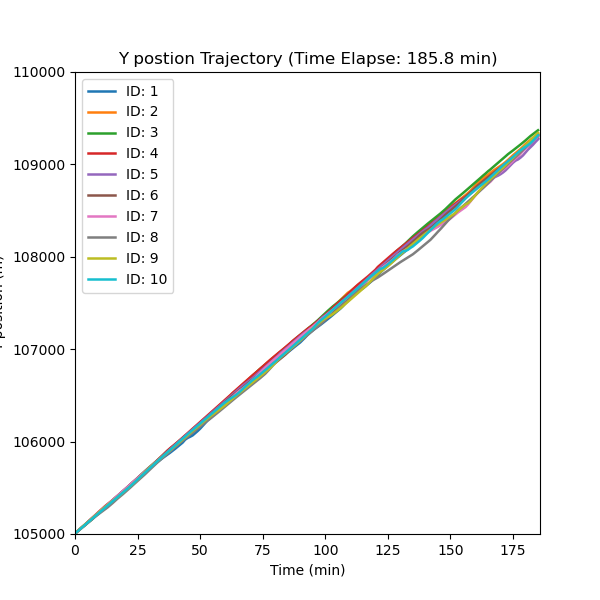 Y postion Trajectory (Time Elapse: 185.8 min)
110000
109000
108000
107000
106000
105000
ID: 1
ID: 2
ID: 3
ID: 4
ID: 5
ID: 6
ID: 7
ID: 8
ID: 9
ID: 10
0 25 50 75 100 125 150 175
Time (min)